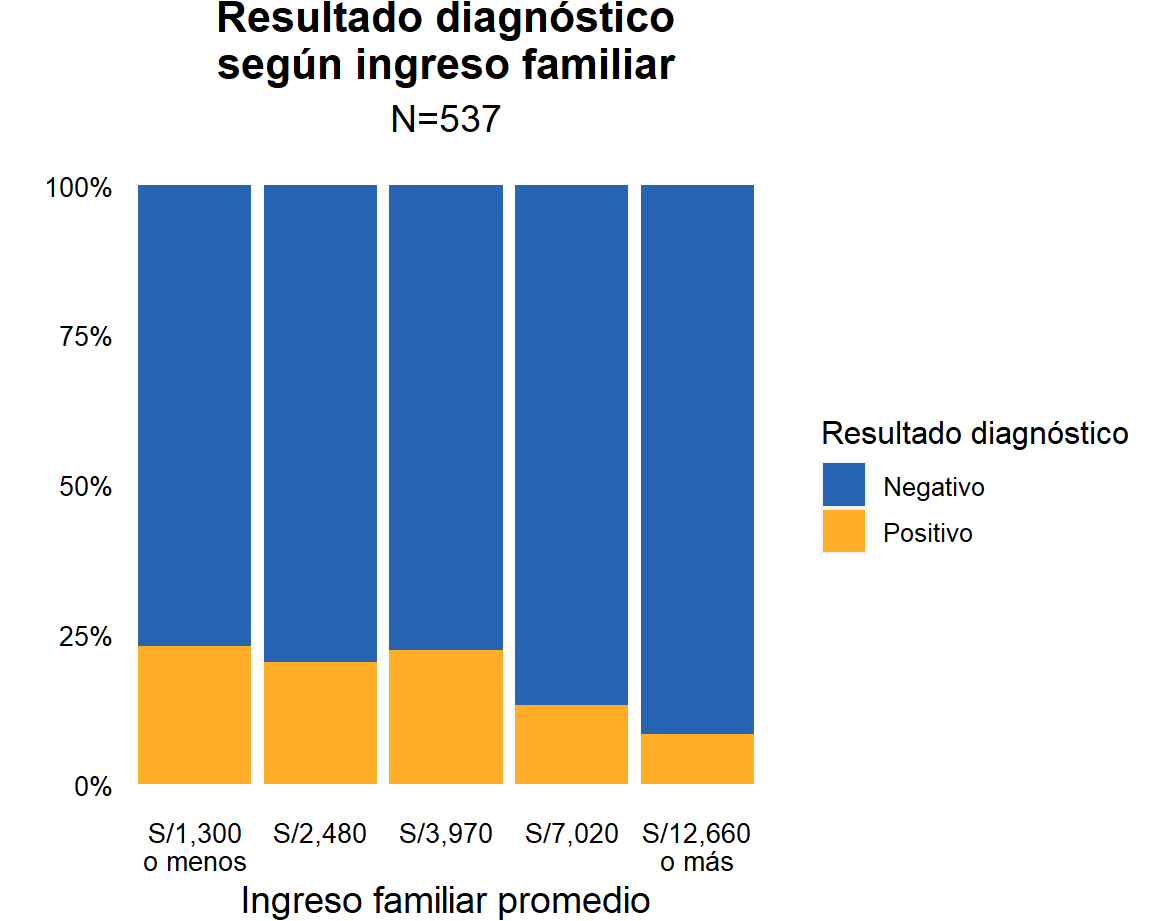 Resultado diagnóstico
según ingreso familiar
N=537
100%
75%
50%
25%
0%
S/1,300
o menos
S/2,480
S/3,970
S/7,020
S/12,660
o más
Ingreso familiar promedio
Resultado diagnóstico
Negativo
Positivo